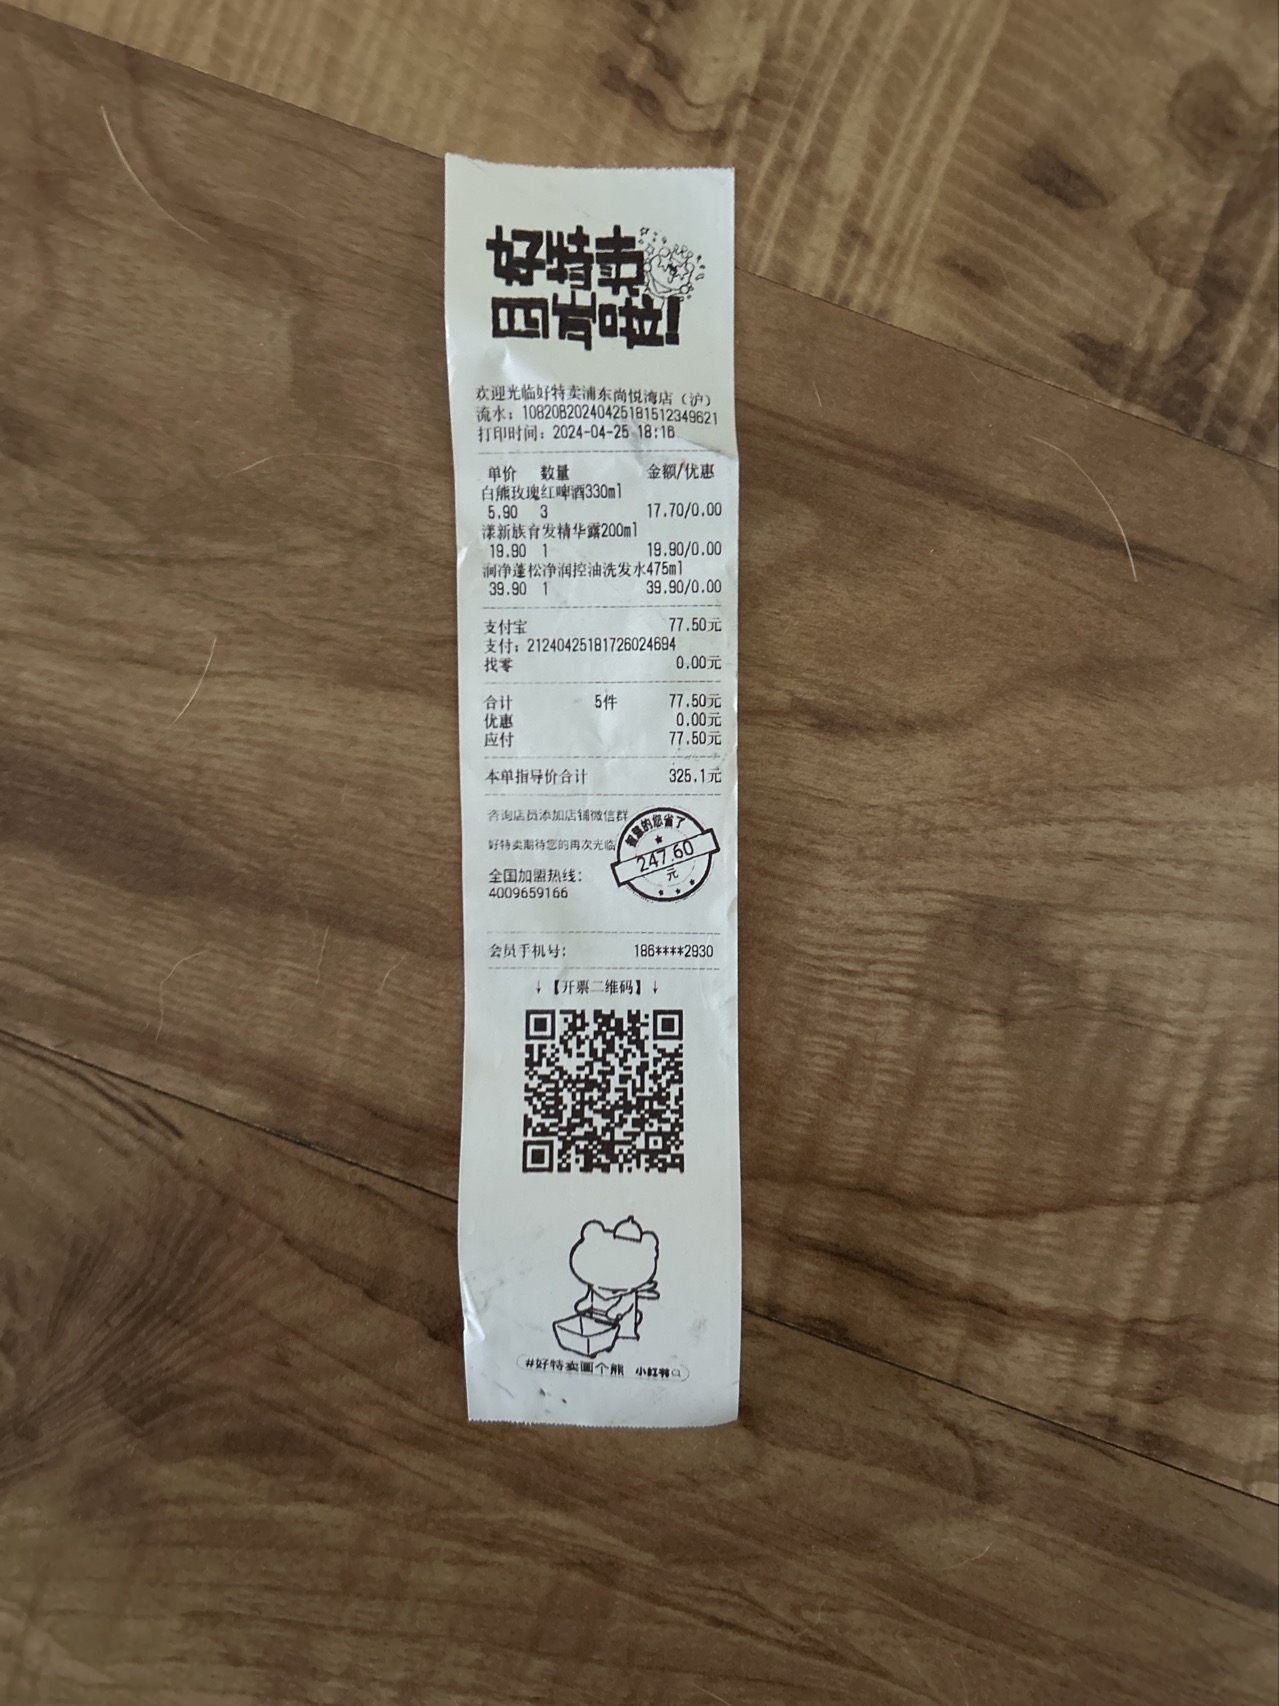 好特卖
目正
欢迎光临好特卖浦东尚悦湾店（沪）
流水：108208202404251815123496​21
打印时间：2024-04-25 18:16
单价 数量 金额/优惠
白熊玫瑰红啤酒330ml
5.90 3 17.70/0.00
漾新族育发精华露200ml
19.90 1 19.90/0.00
润净蓬松净润控油洗发水475ml
39.90 1 39.90/0.00
支付宝 77.50元
支付：21240425181726024694
找零 0.00元
合计 5件 77.50元
优惠 0.00元
应付 77.50元
本单指导价合计 325.1元
咨询店员添加店铺微信群
好特卖期待您的再次光临
机智的您省了
247.60
元
全国加盟热线：
4009659166
会员手机号： 186****2930
↓【开票二维码】↓
#好特卖画个熊 小红书